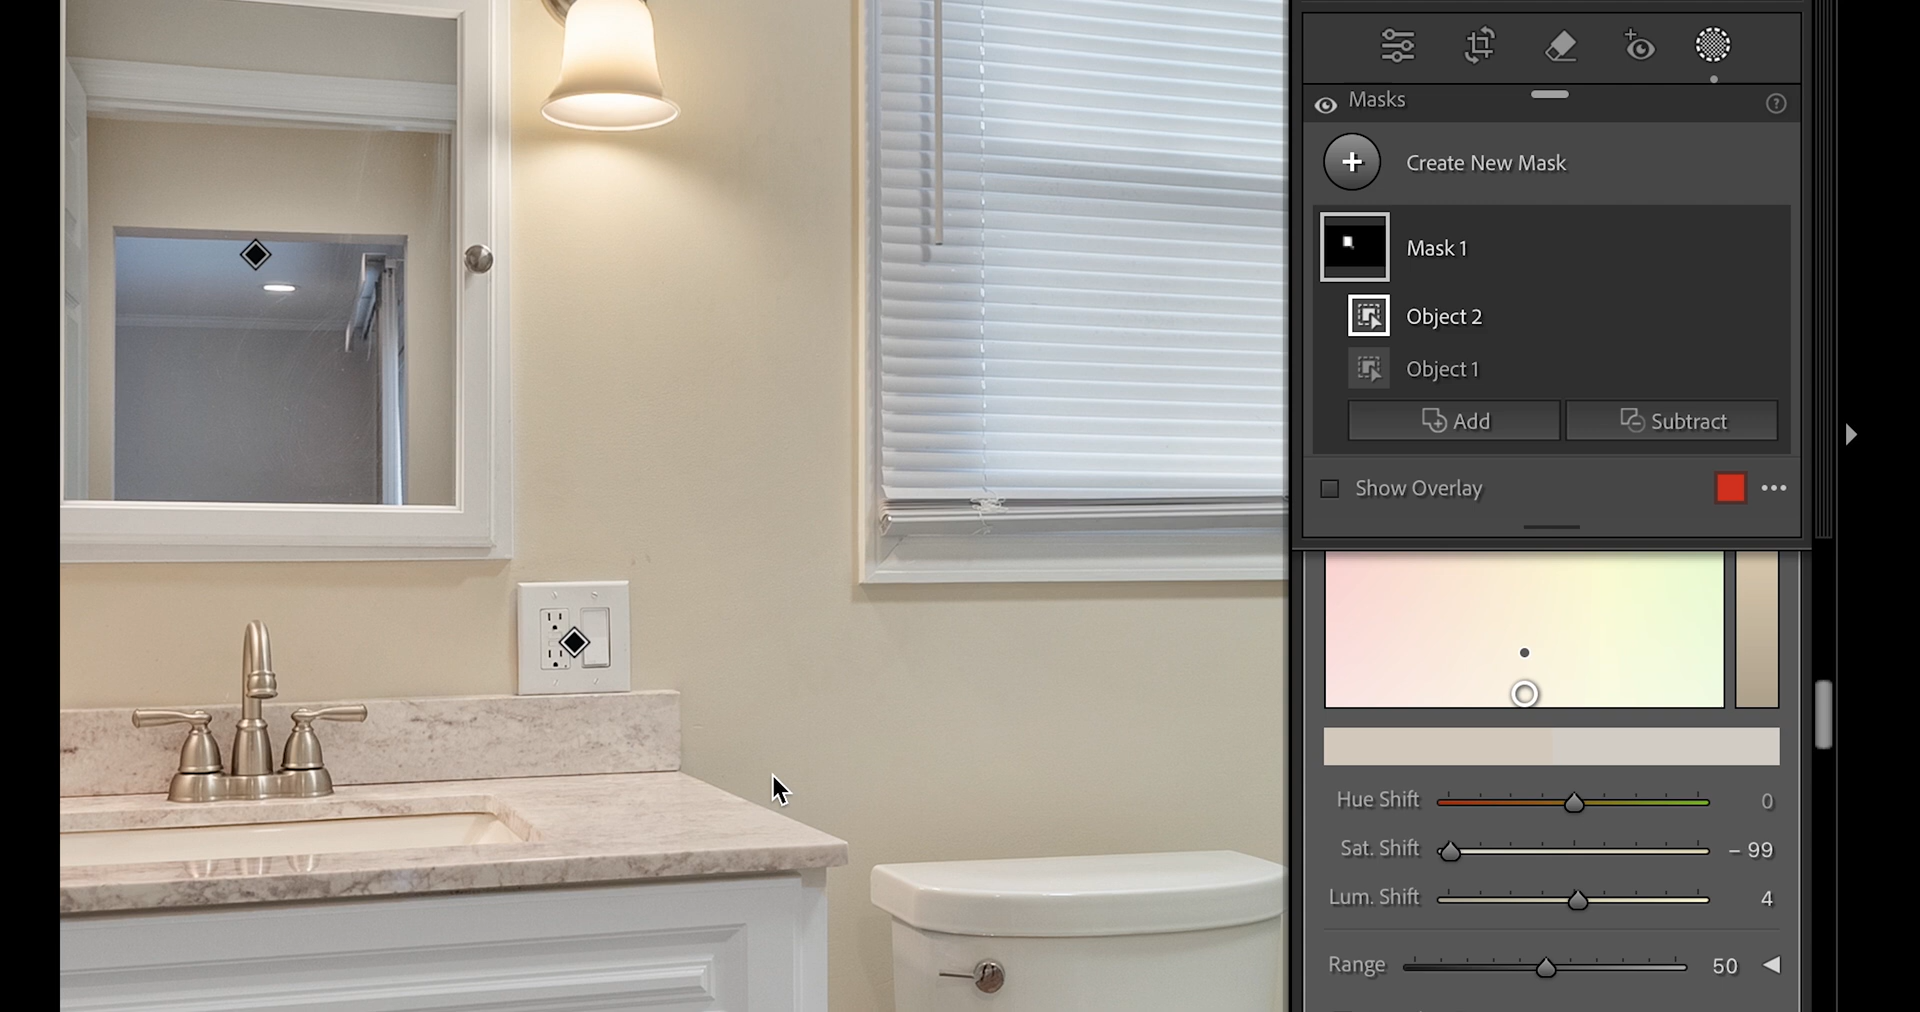 Masks
Create New Mask
Mask 1
Object 2
Object 1
Add Subtract
Show Overlay
Hue Shift 0
Sat. Shift – 99
Lum. Shift 4
Range 50